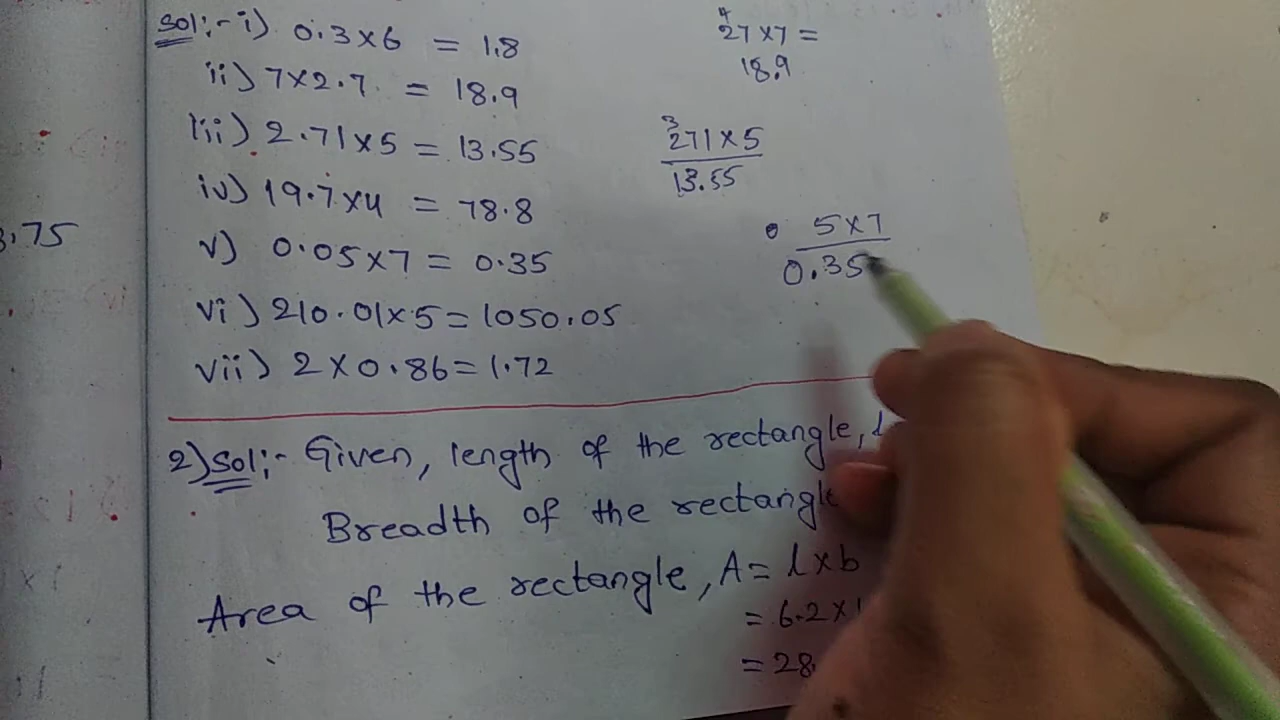 Sol:- i) 0.3×6 = 1.8
ii) 7×2.7 = 18.9
iii) 2.71×5 = 13.55
iv) 19.7×4 = 78.8
v) 0.05×7 = 0.35
vi) 210.01×5 = 1050.05
vii) 2×0.86 = 1.72
4
27×7 =
18.9
3
271×5
13.55
0 5×7
0.35
3.75
2) Sol:- Given, length of the rectangle, l
Breadth of the rectangle
Area of the rectangle, A = l×b
= 6.2×
= 28.